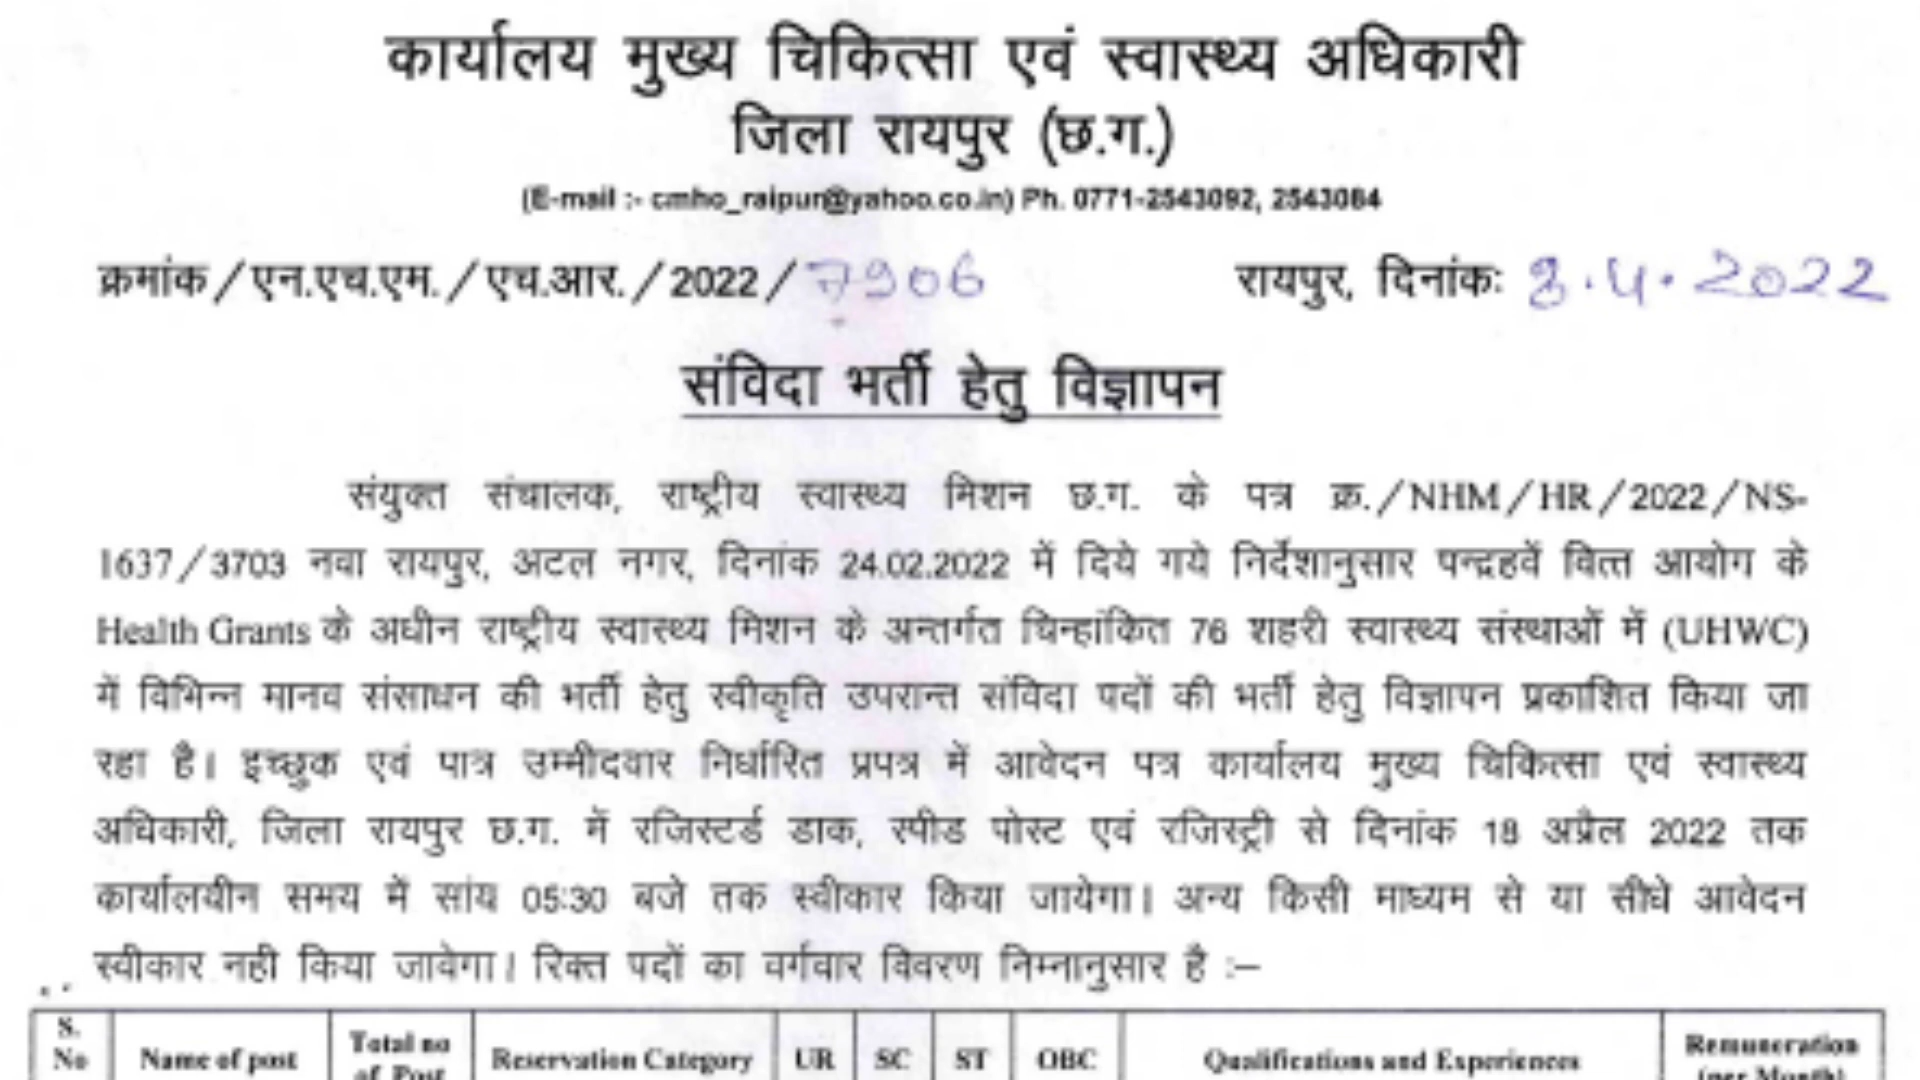 कार्यालय मुख्य चिकित्सा एवं स्वास्थ्य अधिकारी
जिला रायपुर (छ.ग.)
(E-mail :- cmho_raipur@yahoo.co.in) Ph. 0771-2543092, 2543084
क्रमांक/एन.एच.एम./एच.आर./2022/7906 रायपुर, दिनांकः 8.4.2022
संविदा भर्ती हेतु विज्ञापन
संयुक्त संचालक, राष्ट्रीय स्वास्थ्य मिशन छ.ग. के पत्र क्र./NHM/HR/2022/NS-
1637/3703 नवा रायपुर, अटल नगर, दिनांक 24.02.2022 में दिये गये निर्देशानुसार पन्द्रहवें वित्त आयोग के
Health Grants के अधीन राष्ट्रीय स्वास्थ्य मिशन के अन्तर्गत चिन्हांकित 76 शहरी स्वास्थ्य संस्थाओं में (UHWC)
में विभिन्न मानव संसाधन की भर्ती हेतु स्वीकृति उपरान्त संविदा पदों की भर्ती हेतु विज्ञापन प्रकाशित किया जा
रहा है। इच्छुक एवं पात्र उम्मीदवार निर्धारित प्रपत्र में आवेदन पत्र कार्यालय मुख्य चिकित्सा एवं स्वास्थ्य
अधिकारी, जिला रायपुर छ.ग. में रजिस्टर्ड डाक, स्पीड पोस्ट एवं रजिस्ट्री से दिनांक 18 अप्रैल 2022 तक
कार्यालयीन समय में सांय 05:30 बजे तक स्वीकार किया जायेगा। अन्य किसी माध्यम से या सीधे आवेदन
स्वीकार नही किया जावेगा। रिक्त पदों का वर्गवार विवरण निम्नानुसार है :–
S. No Name of post Total no of Post Reservation Category UR SC ST OBC Qualifications and Experiences Remuneration (per Month)